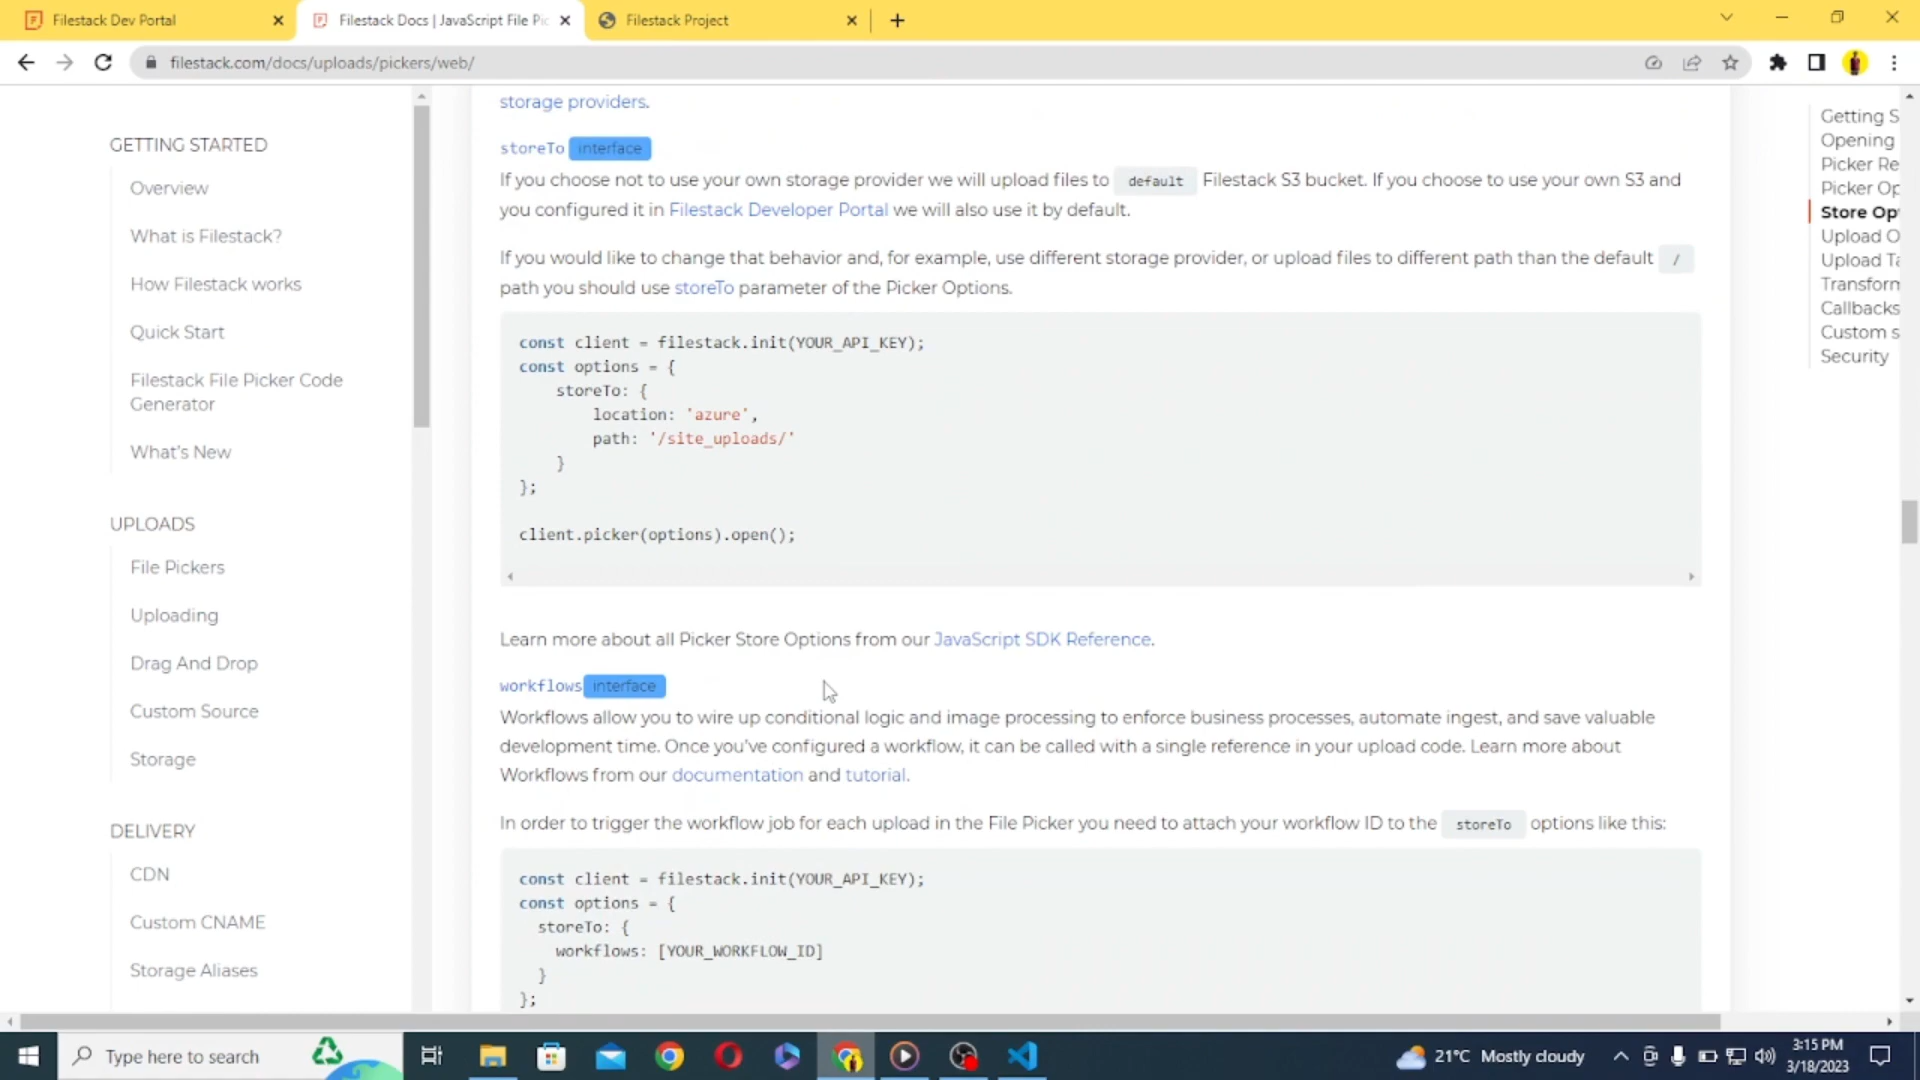 Filestack Dev Portal
Filestack Docs | JavaScript File Pic
Filestack Project
filestack.com/docs/uploads/pickers/web/
GETTING STARTED
Overview
What is Filestack?
How Filestack works
Quick Start
Filestack File Picker Code
Generator
What's New
UPLOADS
File Pickers
Uploading
Drag And Drop
Custom Source
Storage
DELIVERY
CDN
Custom CNAME
Storage Aliases
storage providers.
storeTo interface
If you choose not to use your own storage provider we will upload files to default Filestack S3 bucket. If you choose to use your own S3 and
you configured it in Filestack Developer Portal we will also use it by default.
If you would like to change that behavior and, for example, use different storage provider, or upload files to different path than the default /
path you should use storeTo parameter of the Picker Options.
const client = filestack.init(YOUR_API_KEY);
const options = {
storeTo: {
location: 'azure',
path: '/site_uploads/'
}
};
client.picker(options).open();
Learn more about all Picker Store Options from our JavaScript SDK Reference.
workflows interface
Workflows allow you to wire up conditional logic and image processing to enforce business processes, automate ingest, and save valuable
development time. Once you've configured a workflow, it can be called with a single reference in your upload code. Learn more about
Workflows from our documentation and tutorial.
In order to trigger the workflow job for each upload in the File Picker you need to attach your workflow ID to the storeTo options like this:
const client = filestack.init(YOUR_API_KEY);
const options = {
storeTo: {
workflows: [YOUR_WORKFLOW_ID]
}
};
Getting S
Opening
Picker Re
Picker Op
Store Op
Upload O
Upload Ta
Transform
Callbacks
Custom s
Security
Type here to search
21°C Mostly cloudy
3:15 PM
3/18/2023